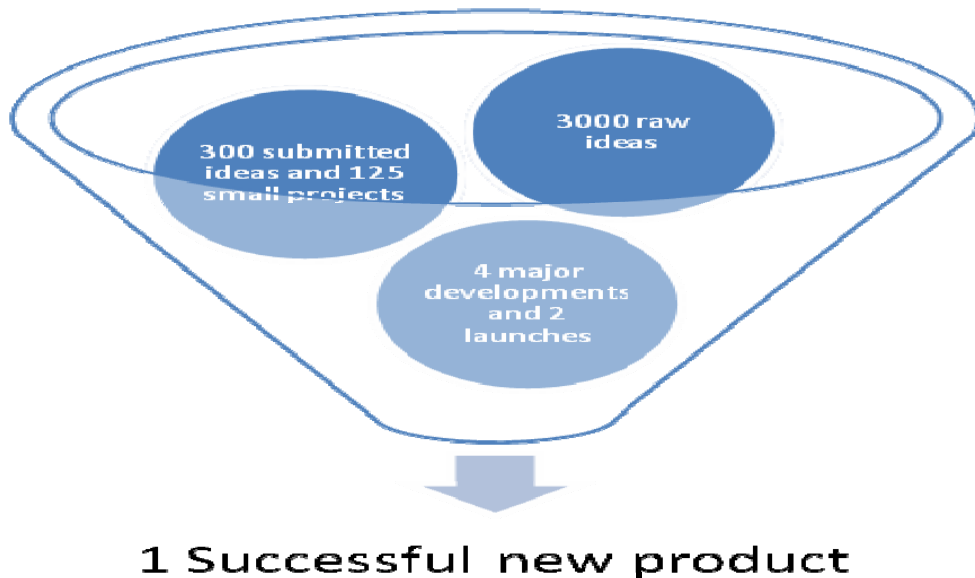 3000 raw
ideas
300 submitted
ideas and 125
small projects
4 major
developments
and 2
launches
1 Successful new product